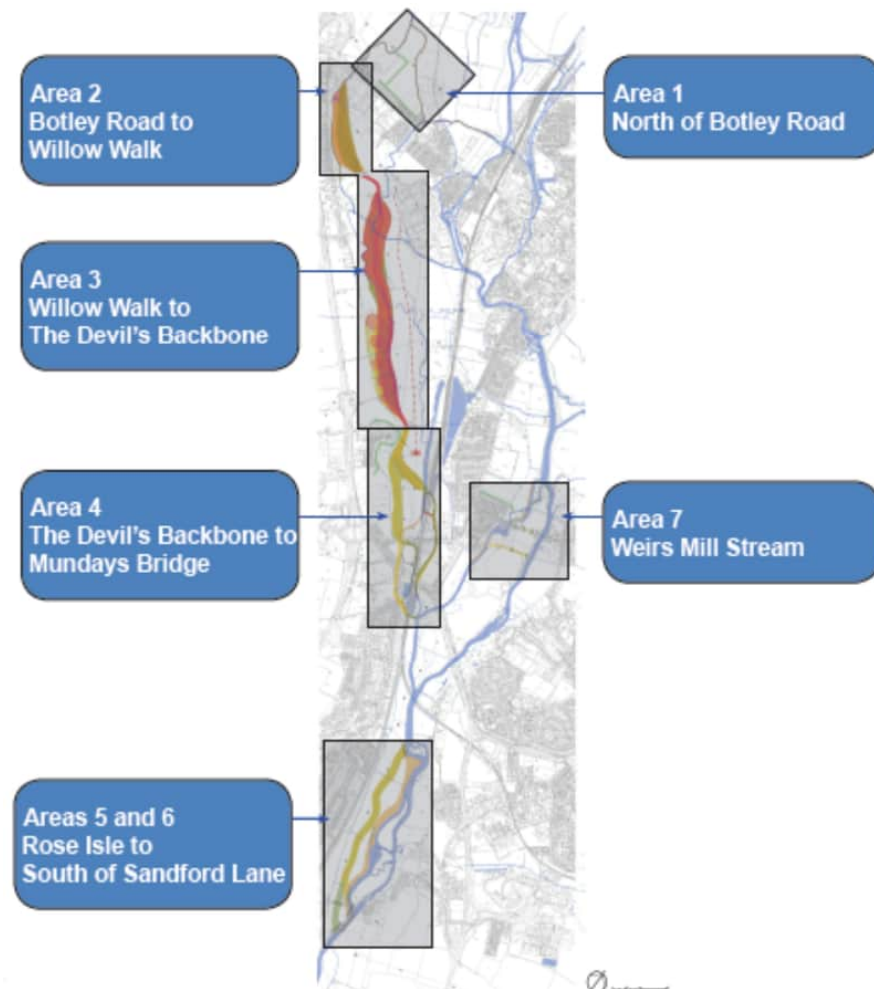 Area 2
Botley Road to
Willow Walk
Area 1
North of Botley Road
Area 3
Willow Walk to
The Devil's Backbone
Area 4
The Devil's Backbone to
Mundays Bridge
Area 7
Weirs Mill Stream
Areas 5 and 6
Rose Isle to
South of Sandford Lane